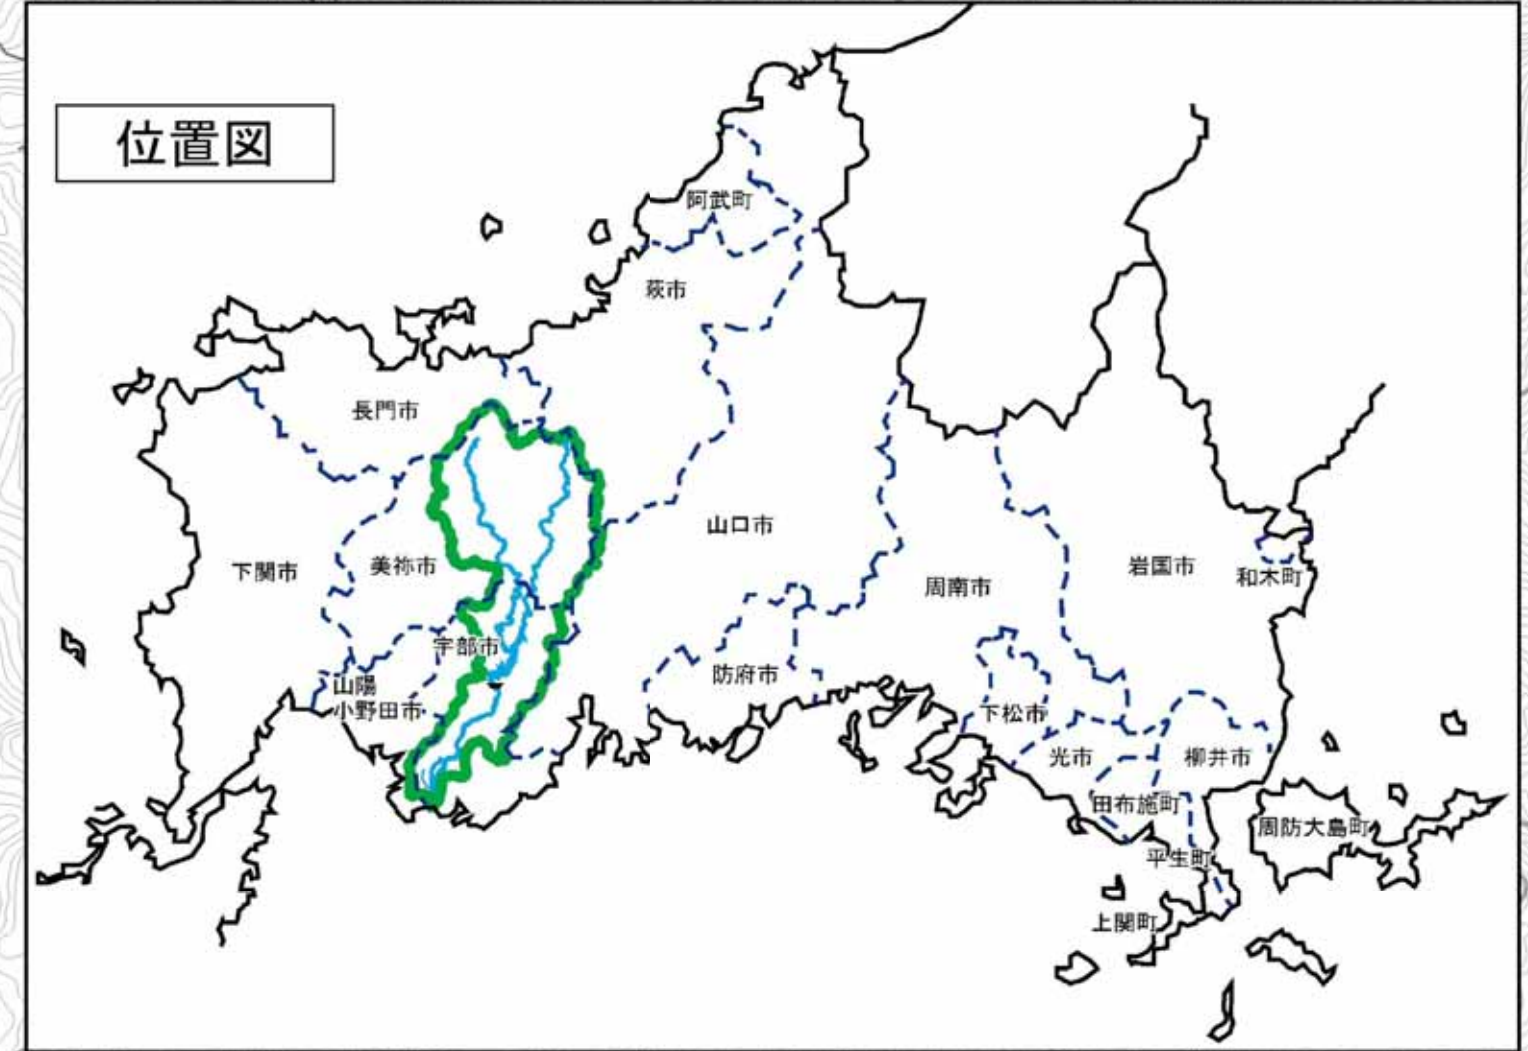 位置図
阿武町
萩市
長門市
山口市
下関市
美祢市
岩国市
和木町
周南市
宇部市
防府市
山陽
小野田市
下松市
光市
柳井市
田布施町
周防大島町
平生町
上関町